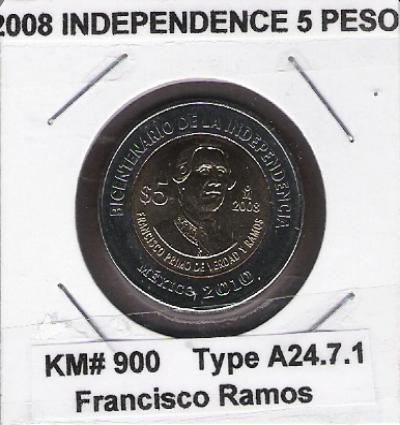 2008 INDEPENDENCE 5 PESO
BICENTENARIO DE LA INDEPENDENCIA
$5
M
2008
FRANCISCO PRIMO DE VERDAD Y RAMOS
MÉXICO, 2010
KM# 900 Type A24.7.1
Francisco Ramos